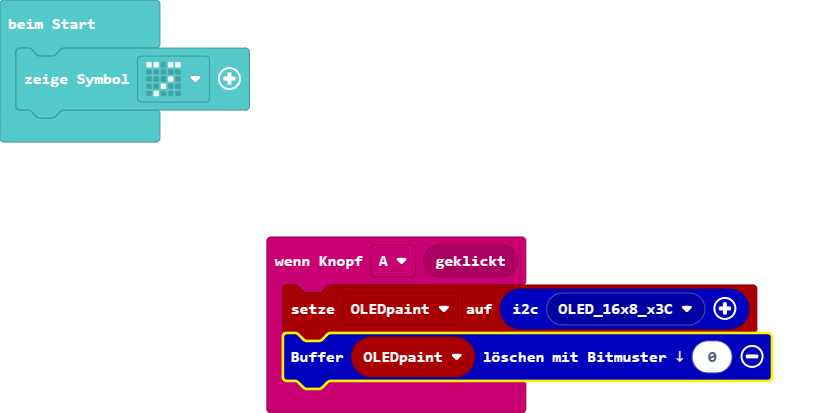 beim Start
zeige Symbol
wenn Knopf A geklickt
setze OLEDpaint auf i2c OLED_16x8_x3C
Buffer OLEDpaint löschen mit Bitmuster ↓ 0